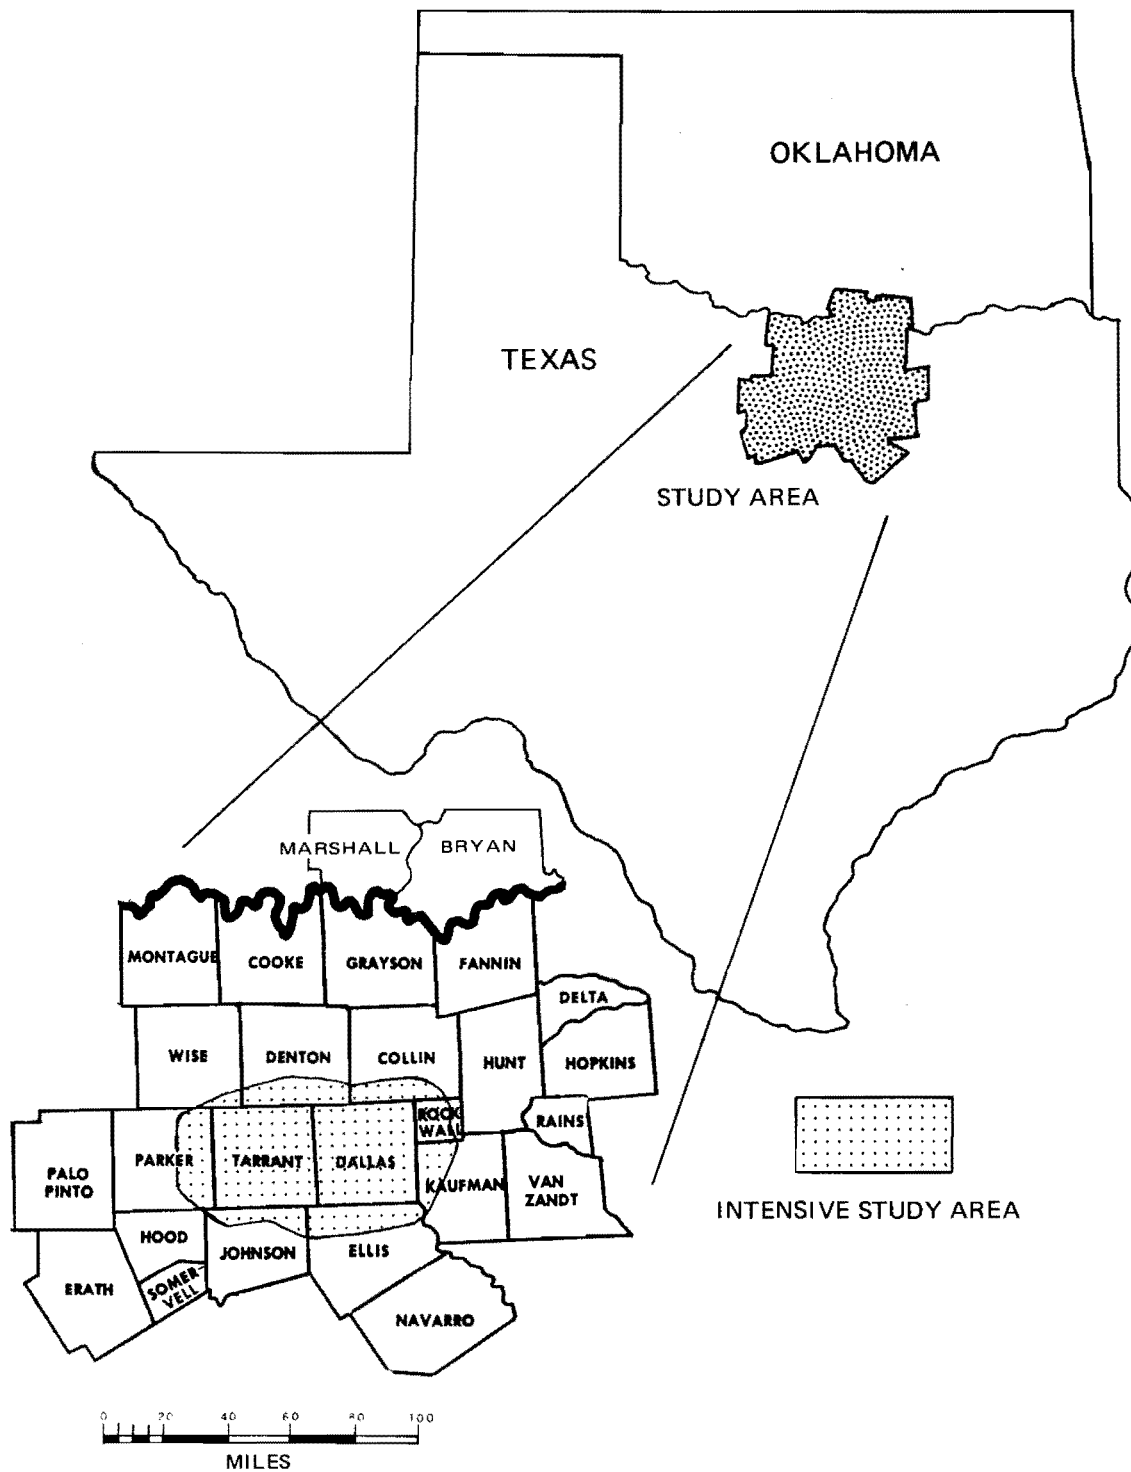 OKLAHOMA
TEXAS
STUDY AREA
MARSHALL
BRYAN
MONTAGUE
COOKE
GRAYSON
FANNIN
DELTA
WISE
DENTON
COLLIN
HUNT
HOPKINS
ROCK
WALL
RAINS
PALO
PINTO
PARKER
TARRANT
DALLAS
KAUFMAN
VAN
ZANDT
INTENSIVE STUDY AREA
HOOD
JOHNSON
ELLIS
ERATH
SOMER-
VELL
NAVARRO
0 20 40 60 80 100
MILES